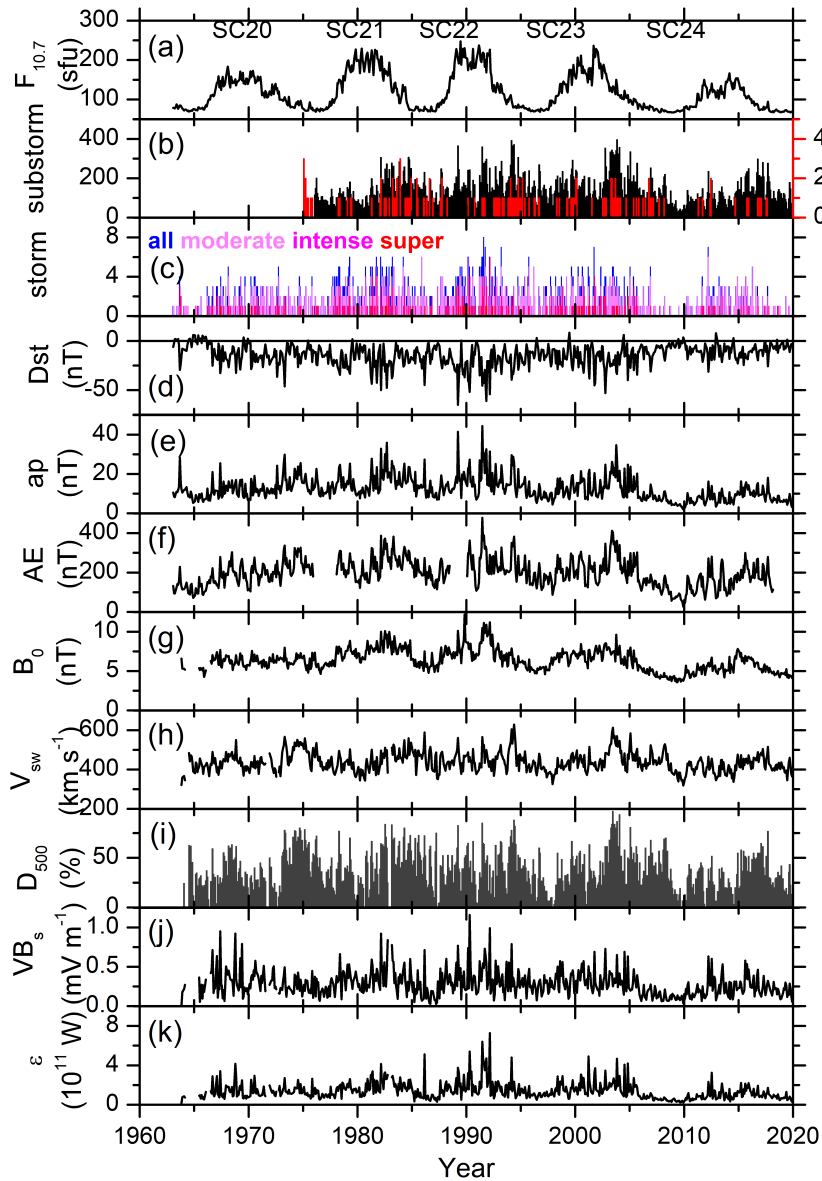 SC20 SC21 SC22 SC23 SC24
(a)
F10.7 (sfu)
300
200
100
(b)
substorm
400
200
0
4
2
0
all moderate intense super
(c)
storm
8
4
0
(d)
Dst (nT)
0
-50
(e)
ap (nT)
40
20
0
(f)
AE (nT)
400
200
0
(g)
B0 (nT)
10
5
0
(h)
Vsw (km s-1)
600
400
200
(i)
D500 (%)
50
0
(j)
VBs (mV m-1)
1.0
0.5
0.0
(k)
ε (10^11 W)
8
4
0
1960 1970 1980 1990 2000 2010 2020
Year